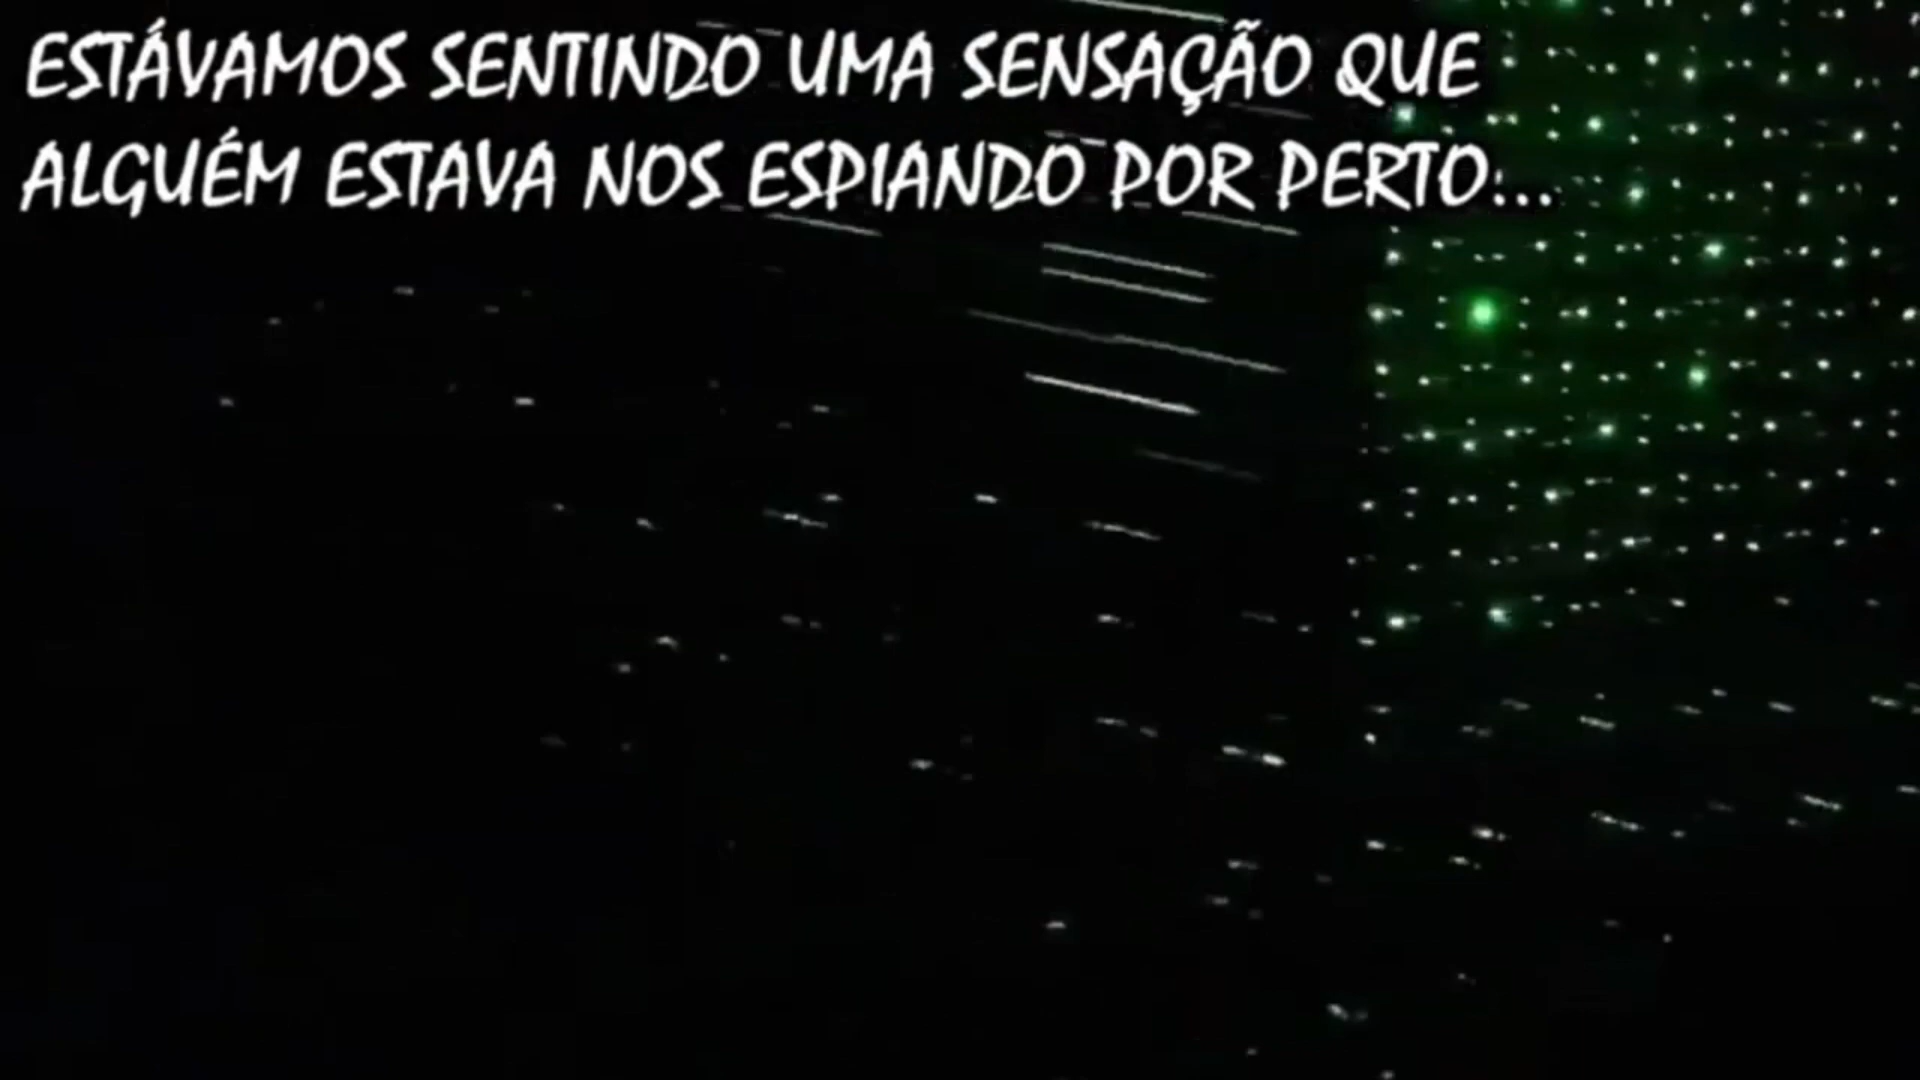 ESTÁVAMOS SENTINDO UMA SENSAÇÃO QUE
ALGUÉM ESTAVA NOS ESPIANDO POR PERTO...